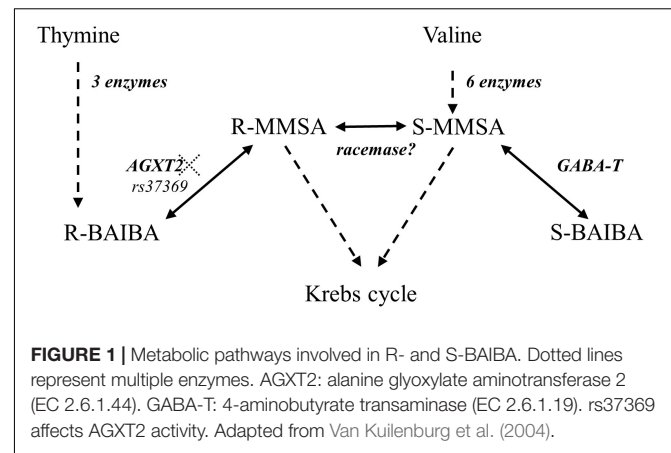 Thymine Valine
3 enzymes 6 enzymes
R-MMSA S-MMSA
racemase?
AGXT2 GABA-T
rs37369
R-BAIBA S-BAIBA
Krebs cycle
FIGURE 1 | Metabolic pathways involved in R- and S-BAIBA. Dotted lines
represent multiple enzymes. AGXT2: alanine glyoxylate aminotransferase 2
(EC 2.6.1.44). GABA-T: 4-aminobutyrate transaminase (EC 2.6.1.19). rs37369
affects AGXT2 activity. Adapted from Van Kuilenburg et al. (2004).